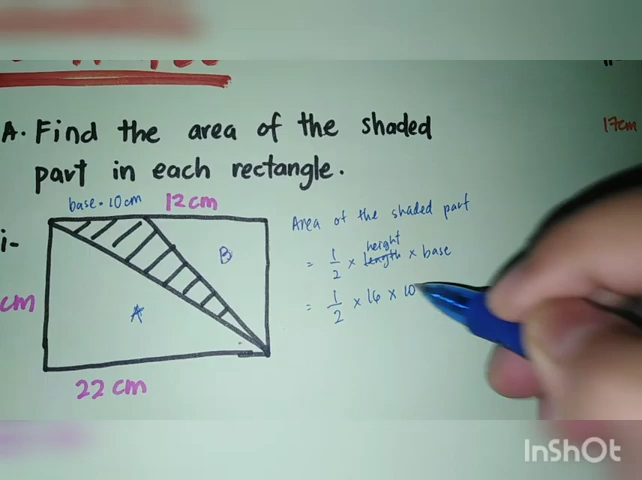 A. Find the area of the shaded
part in each rectangle.
base = 10 cm 12cm
i-
cm
A
B
22 cm
Area of the shaded part
= 1/2 × length height × base
= 1/2 × 16 × 10
17cm
InShOt